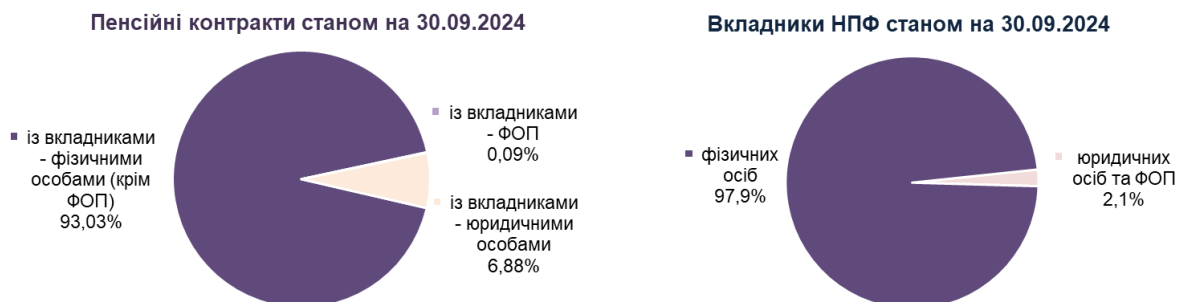 Пенсійні контракти станом на 30.09.2024
із вкладниками
- фізичними
особами (крім
ФОП)
93,03%
із вкладниками
- ФОП
0,09%
із вкладниками
- юридичними
особами
6,88%
Вкладники НПФ станом на 30.09.2024
фізичних
осіб
97,9%
юридичних
осіб та ФОП
2,1%